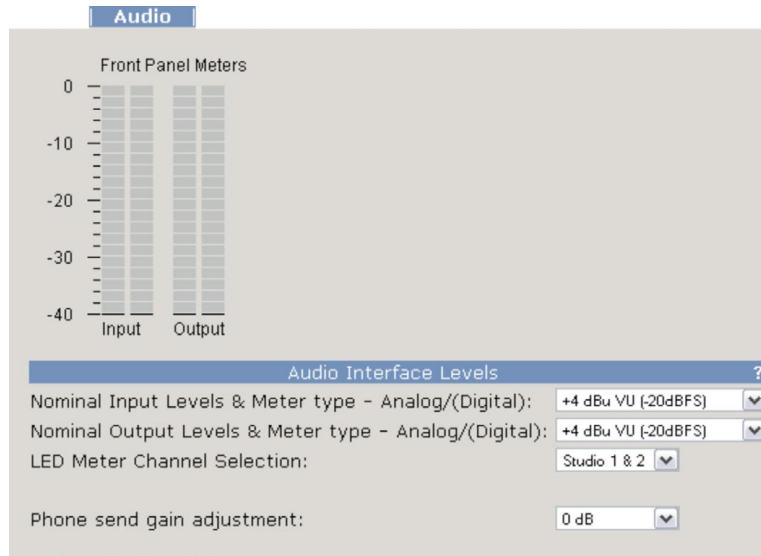 Audio
Front Panel Meters
0
-10
-20
-30
-40
Input Output
Audio Interface Levels ?
Nominal Input Levels & Meter type - Analog/(Digital): +4 dBu VU (-20dBFS)
Nominal Output Levels & Meter type - Analog/(Digital): +4 dBu VU (-20dBFS)
LED Meter Channel Selection: Studio 1 & 2
Phone send gain adjustment: 0 dB